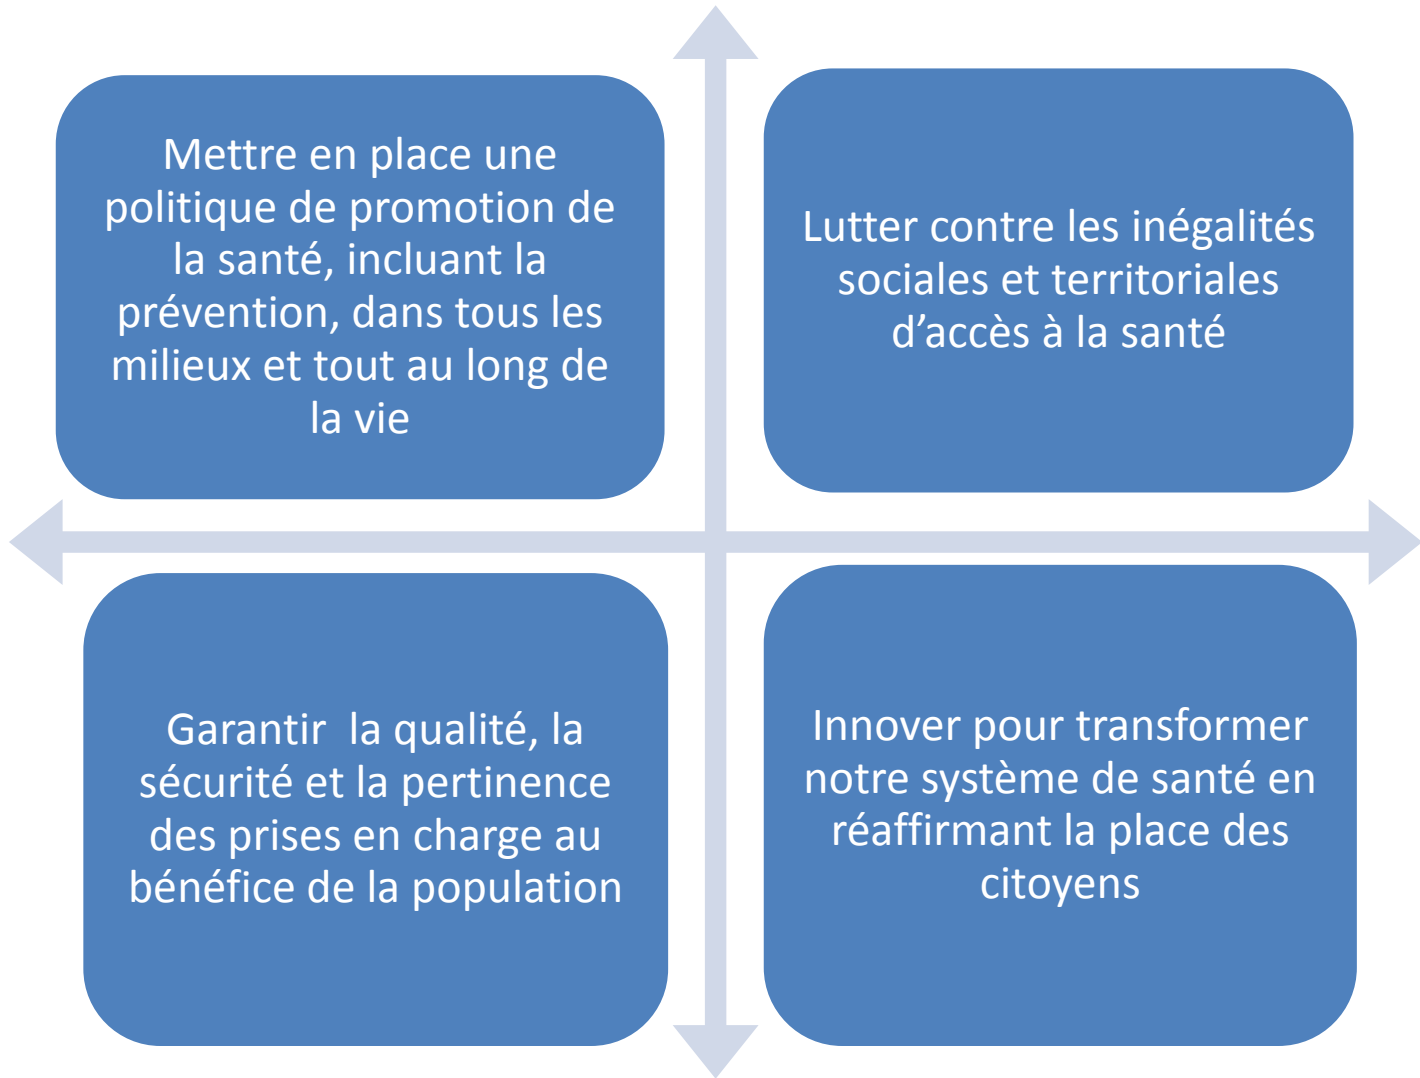 Mettre en place une
politique de promotion de
la santé, incluant la
prévention, dans tous les
milieux et tout au long de
la vie
Lutter contre les inégalités
sociales et territoriales
d’accès à la santé
Garantir  la qualité, la
sécurité et la pertinence
des prises en charge au
bénéfice de la population
Innover pour transformer
notre système de santé en
réaffirmant la place des
citoyens